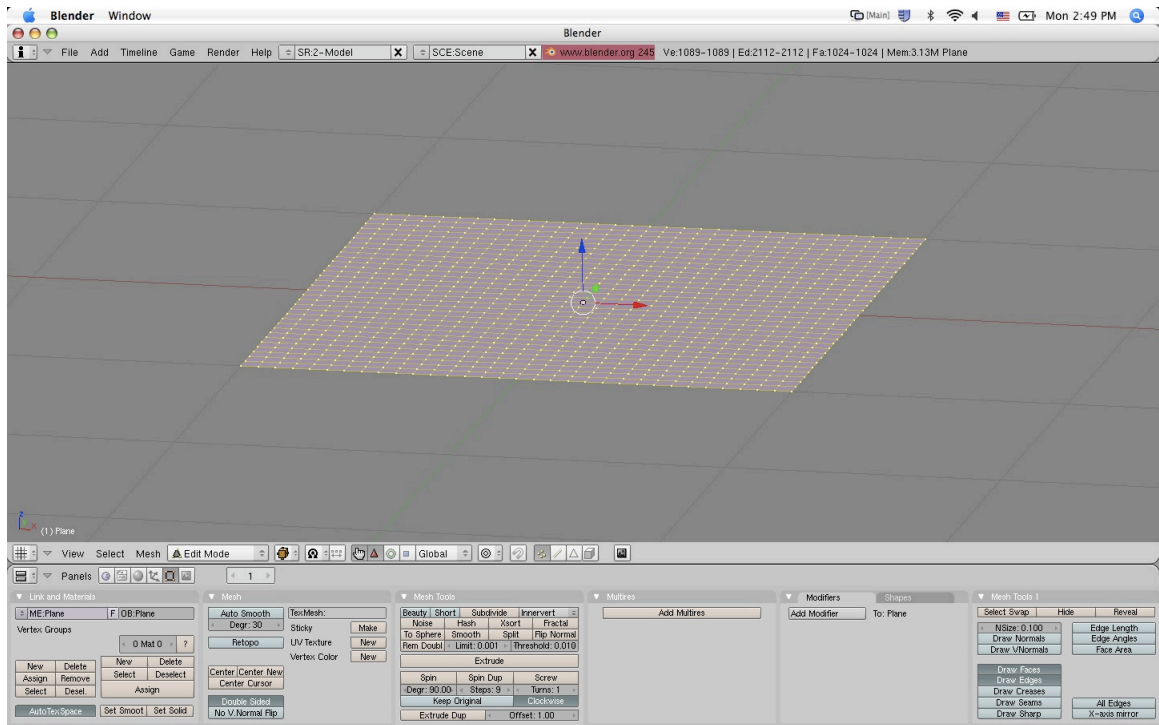 Blender Window [Main] Mon 2:49 PM
Blender
File Add Timeline Game Render Help SR:2-Model X SCE:Scene X www.blender.org 245 Ve:1089-1089 | Ed:2112-2112 | Fa:1024-1024 | Mem:3.13M Plane
z
x
(1) Plane
View Select Mesh Edit Mode Global
Panels 1
Link and Materials
ME:Plane F OB:Plane
Vertex Groups
0 Mat 0 ?
New Delete New Delete
Assign Remove Select Deselect
Select Desel. Assign
AutoTexSpace Set Smoot Set Solid
Mesh
Auto Smooth TexMesh:
Degr: 30 Sticky Make
Retopo UV Texture New
Vertex Color New
Center Center New
Center Cursor
Double Sided
No V.Normal Flip
Mesh Tools
Beauty Short Subdivide Innervert
Noise Hash Xsort Fractal
To Sphere Smooth Split Flip Normal
Rem Doubl Limit: 0.001 Threshold: 0.010
Extrude
Spin Spin Dup Screw
Degr: 90.00 Steps: 9 Turns: 1
Keep Original Clockwise
Extrude Dup Offset: 1.00
Multires
Add Multires
Modifiers Shapes
Add Modifier To: Plane
Mesh Tools 1
Select Swap Hide Reveal
NSize: 0.100 Edge Length
Draw Normals Edge Angles
Draw VNormals Face Area
Draw Faces
Draw Edges
Draw Creases
Draw Seams All Edges
Draw Sharp X-axis mirror